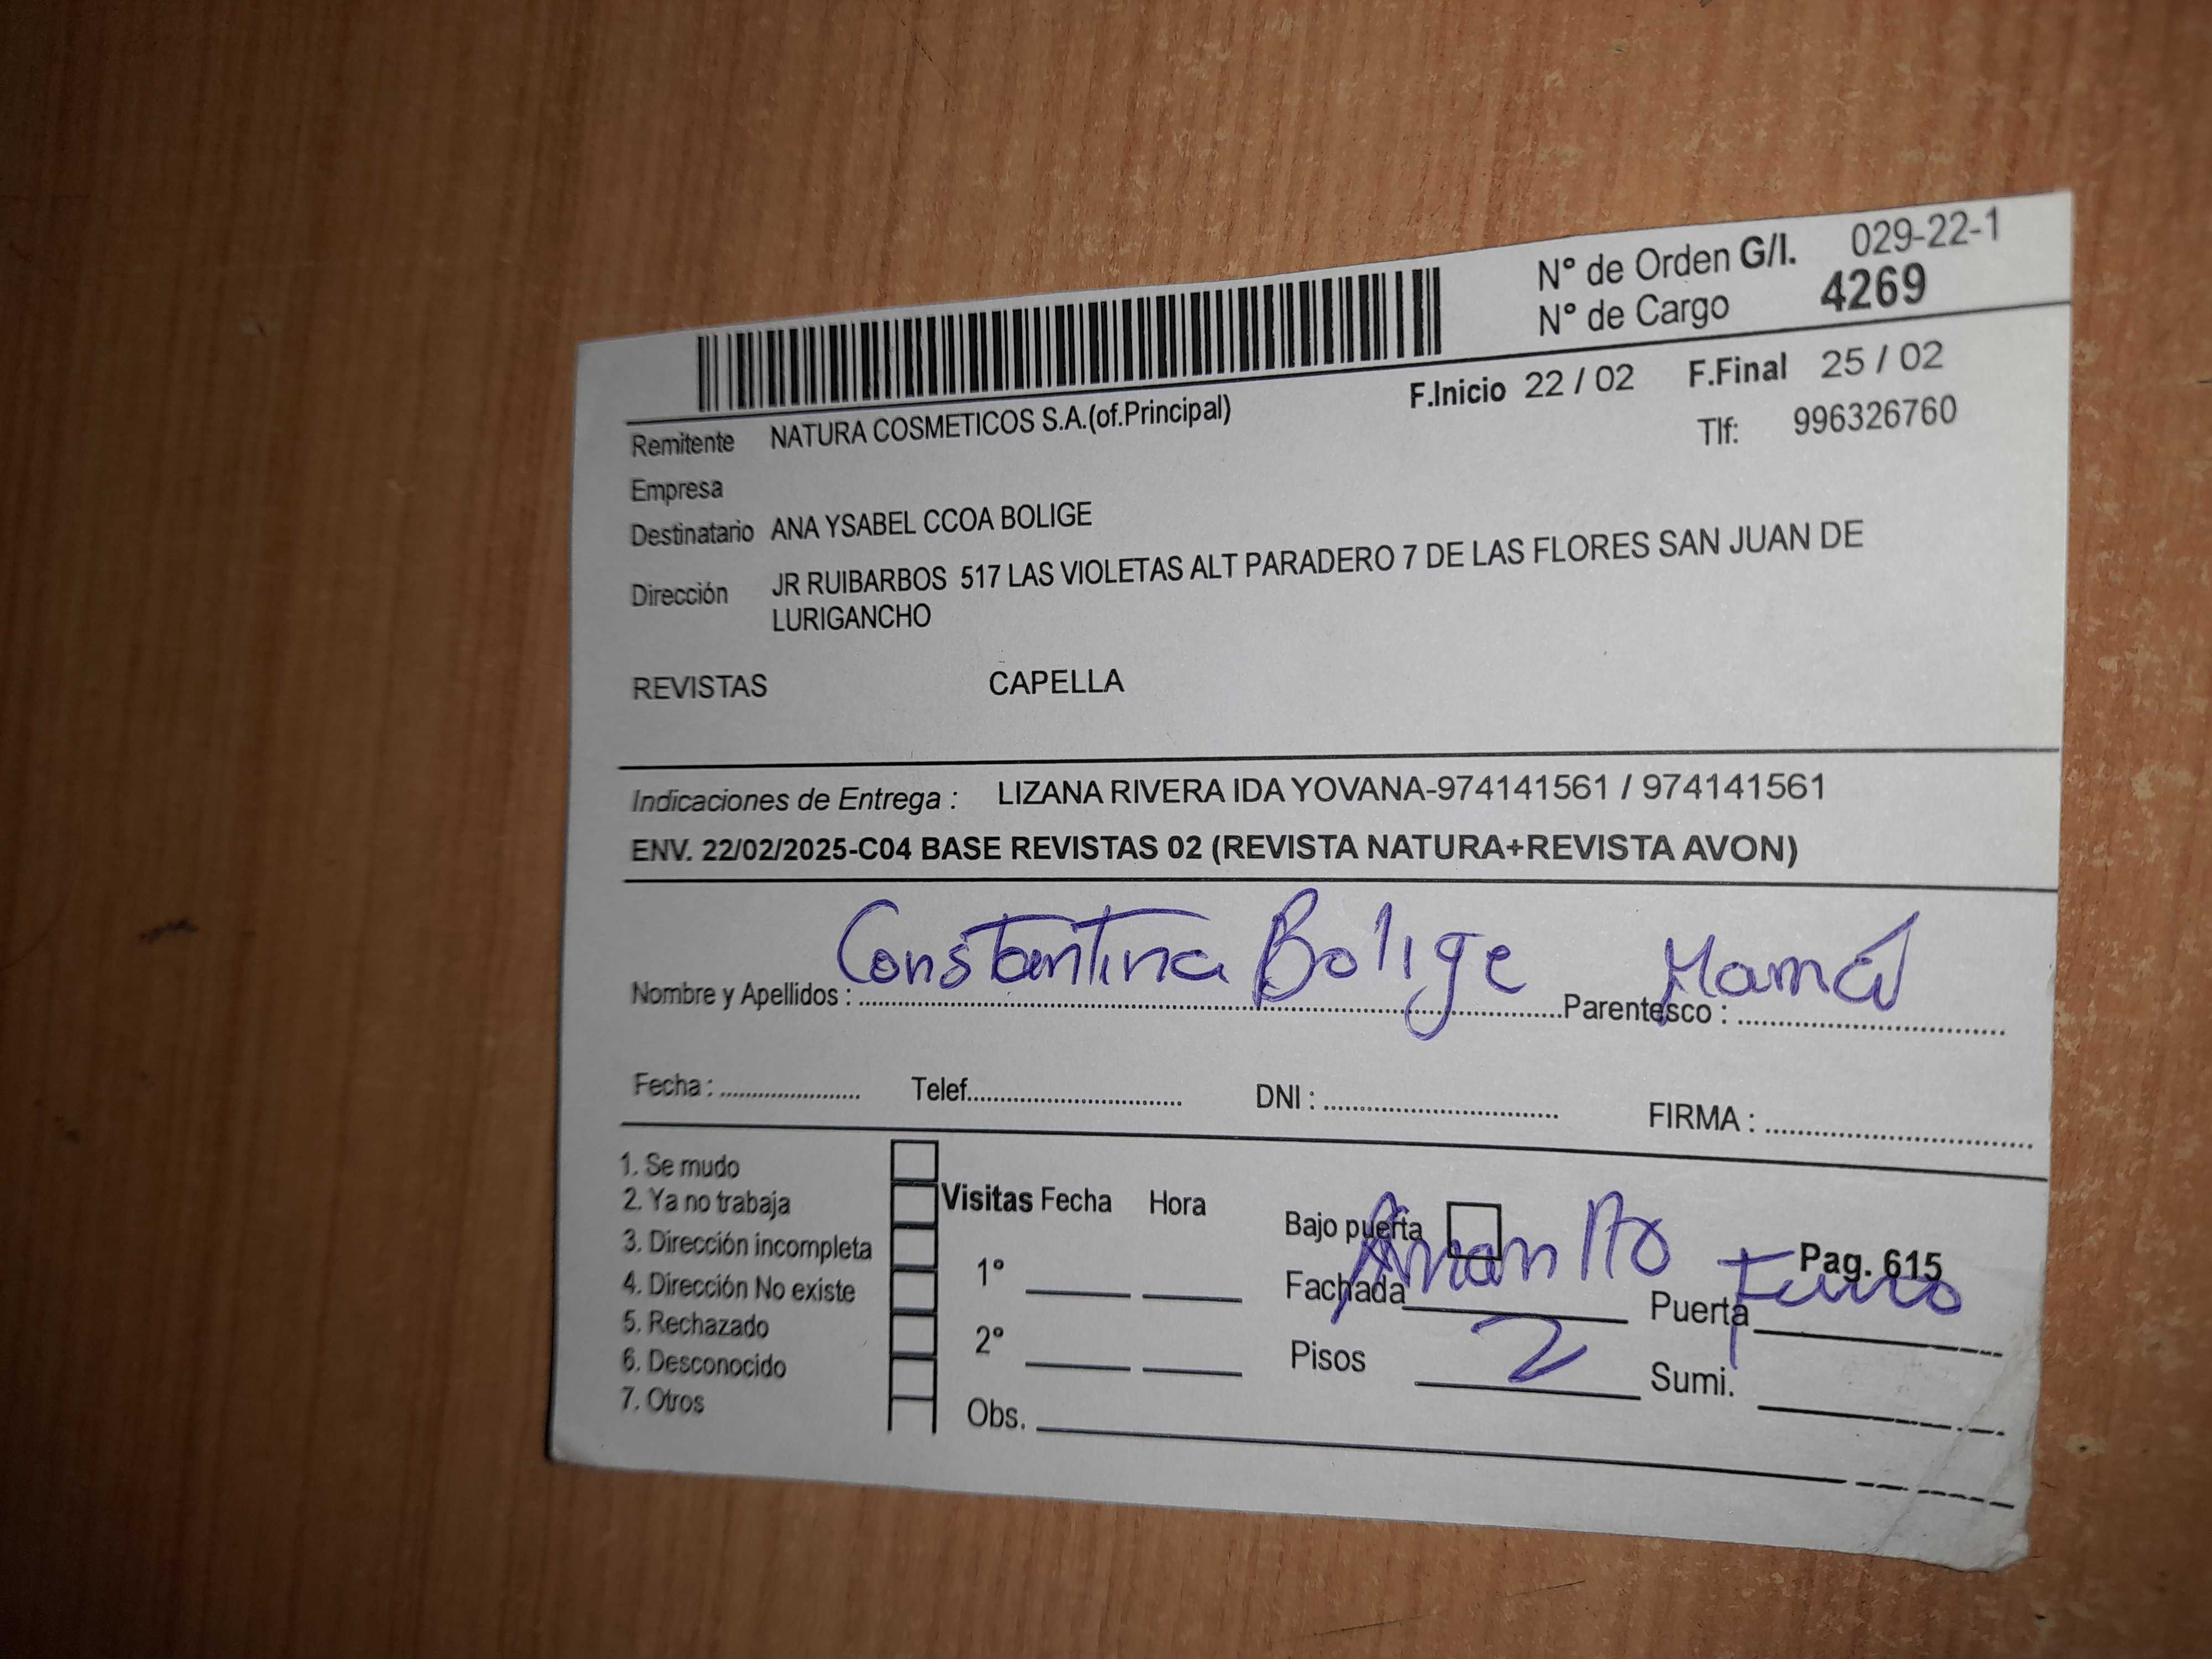 N° de Orden G/I. 029-22-1
N° de Cargo 4269
F.Inicio 22 / 02 F.Final 25 / 02
Remitente NATURA COSMETICOS S.A.(of.Principal) Tlf: 996326760
Empresa
Destinatario ANA YSABEL CCOA BOLIGE
Dirección JR RUIBARBOS 517 LAS VIOLETAS ALT PARADERO 7 DE LAS FLORES SAN JUAN DE
LURIGANCHO
REVISTAS CAPELLA
Indicaciones de Entrega : LIZANA RIVERA IDA YOVANA-974141561 / 974141561
ENV. 22/02/2025-C04 BASE REVISTAS 02 (REVISTA NATURA+REVISTA AVON)
Nombre y Apellidos : Constantina Bolige Parentesco : Mamá
Fecha : Telef. DNI : FIRMA :
1. Se mudo
2. Ya no trabaja
3. Dirección incompleta
4. Dirección No existe
5. Rechazado
6. Desconocido
7. Otros
Visitas Fecha Hora
1°
2°
Obs.
Bajo puerta
Pag. 615
Fachada Puerta
Pisos 2 Sumi.